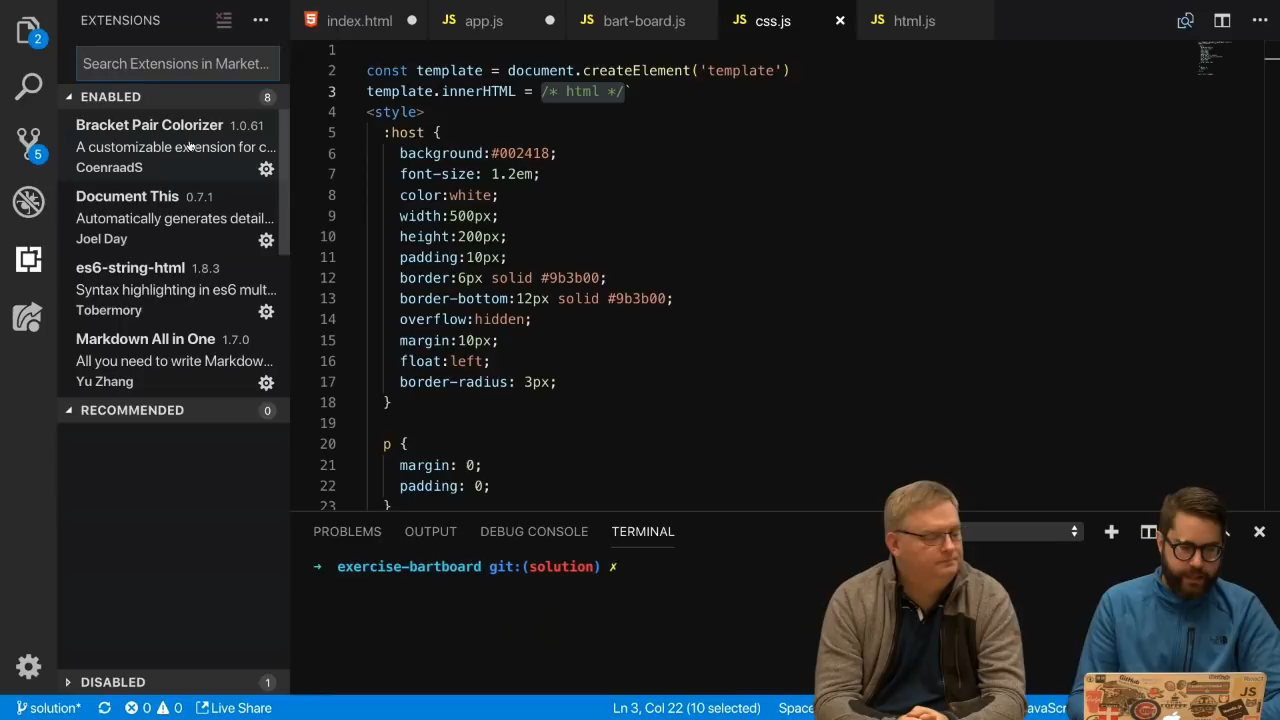 EXTENSIONS
Search Extensions in Market...
ENABLED 8
Bracket Pair Colorizer 1.0.61
A customizable extension for c...
CoenraadS
Document This 0.7.1
Automatically generates detail...
Joel Day
es6-string-html 1.8.3
Syntax highlighting in es6 mult...
Tobermory
Markdown All in One 1.7.0
All you need to write Markdow...
Yu Zhang
RECOMMENDED 0
DISABLED 1
2
5
index.html
JS app.js
JS bart-board.js
JS css.js
JS html.js
1
2 const template = document.createElement('template')
3 template.innerHTML = /* html */`
4 <style>
5 :host {
6 background:#002418;
7 font-size: 1.2em;
8 color:white;
9 width:500px;
10 height:200px;
11 padding:10px;
12 border:6px solid #9b3b00;
13 border-bottom:12px solid #9b3b00;
14 overflow:hidden;
15 margin:10px;
16 float:left;
17 border-radius: 3px;
18 }
19
20 p {
21 margin: 0;
22 padding: 0;
23 }
PROBLEMS OUTPUT DEBUG CONSOLE TERMINAL
→ exercise-bartboard git:(solution) ✗
solution* 0 0 Live Share
Ln 3, Col 22 (10 selected)
GitHub
JS